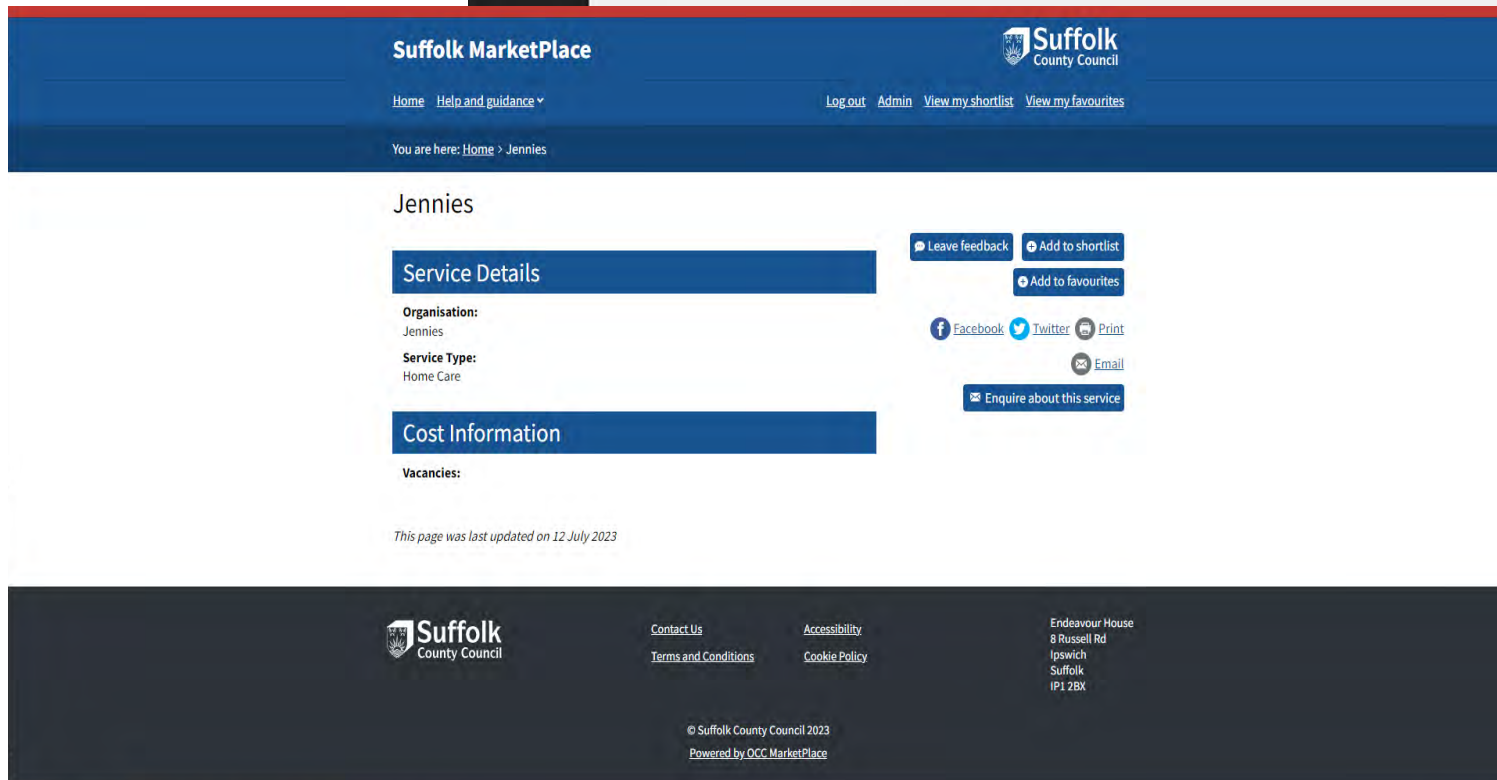 Suffolk MarketPlace
Suffolk
County Council
Home Help and guidance
Log out Admin View my shortlist View my favourites
You are here: Home > Jennies
Jennies
Leave feedback
Add to shortlist
Add to favourites
Service Details
Organisation:
Jennies
Service Type:
Home Care
Facebook Twitter Print
Email
Enquire about this service
Cost Information
Vacancies:
This page was last updated on 12 July 2023
Suffolk
County Council
Contact Us
Accessibility
Terms and Conditions
Cookie Policy
Endeavour House
8 Russell Rd
Ipswich
Suffolk
IP1 2BX
© Suffolk County Council 2023
Powered by OCC MarketPlace